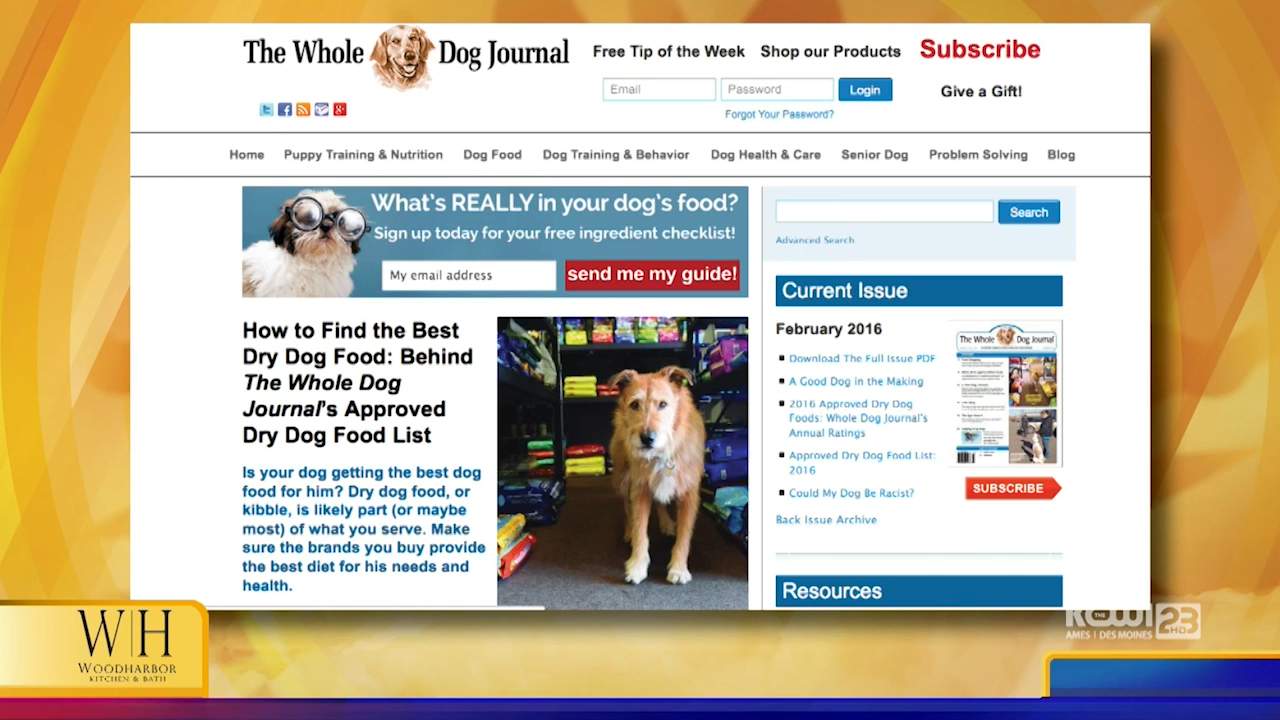 The Whole Dog Journal
Free Tip of the Week Shop our Products Subscribe
Email Password Login Give a Gift!
Forgot Your Password?
Home Puppy Training & Nutrition Dog Food Dog Training & Behavior Dog Health & Care Senior Dog Problem Solving Blog
What's REALLY in your dog's food?
Sign up today for your free ingredient checklist!
My email address send me my guide!
Search
Advanced Search
How to Find the Best
Dry Dog Food: Behind
The Whole Dog
Journal's Approved
Dry Dog Food List
Is your dog getting the best dog
food for him? Dry dog food, or
kibble, is likely part (or maybe
most) of what you serve. Make
sure the brands you buy provide
the best diet for his needs and
health.
Current Issue
February 2016
Download The Full Issue PDF
A Good Dog in the Making
2016 Approved Dry Dog
Foods: Whole Dog Journal's
Annual Ratings
Approved Dry Dog Food List:
2016
Could My Dog Be Racist?
Back Issue Archive
The Whole Dog Journal
SUBSCRIBE
Resources
W|H
WOODHARBOR
KITCHEN & BATH
THE
23
HD
AMES | DES MOINES